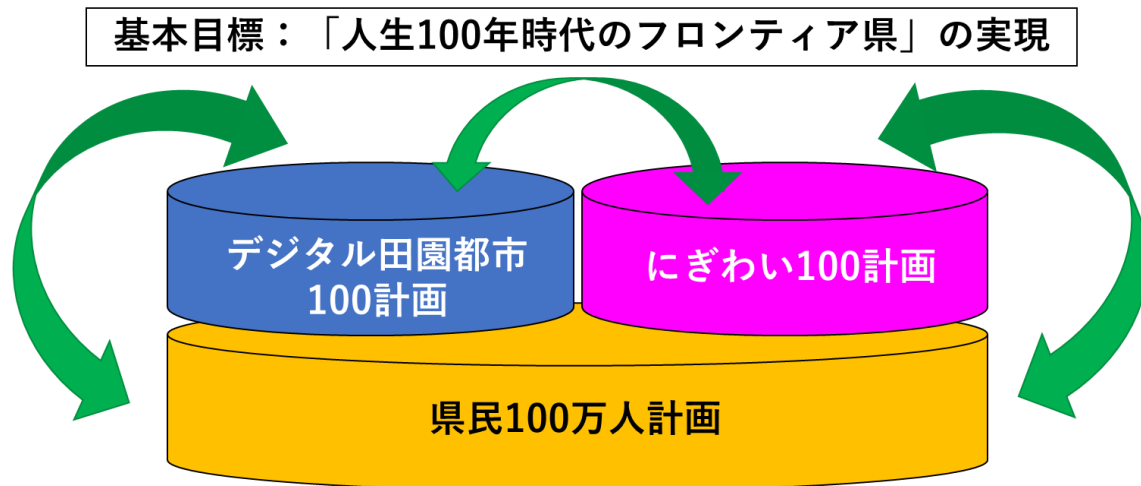 基本目標：「人生100年時代のフロンティア県」の実現
デジタル田園都市
100計画
にぎわい100計画
県民100万人計画